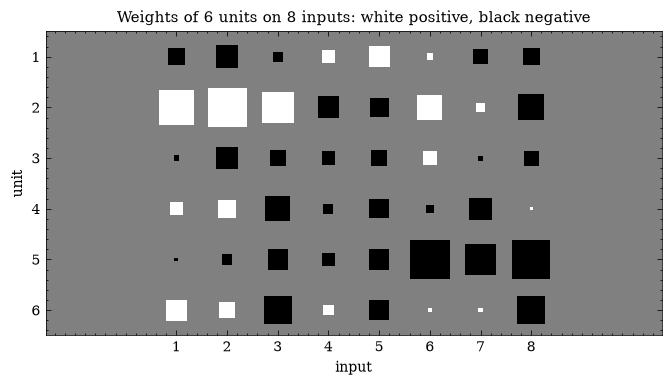 Weights of 6 units on 8 inputs: white positive, black negative
1
2
3
4
5
6
unit
1 2 3 4 5 6 7 8
input